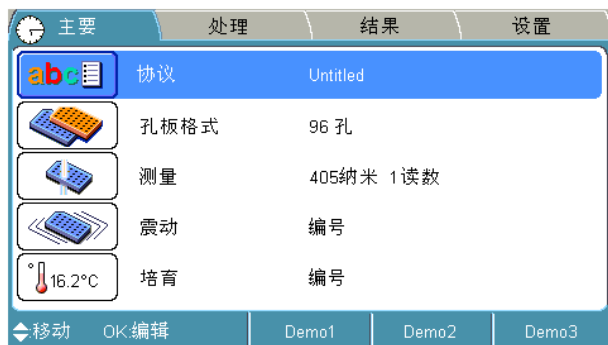 主要 处理 结果 设置
abc 协议 Untitled
孔板格式 96 孔
测量 405纳米 1读数
震动 编号
16.2°C 培育 编号
移动 OK:编辑 Demo1 Demo2 Demo3